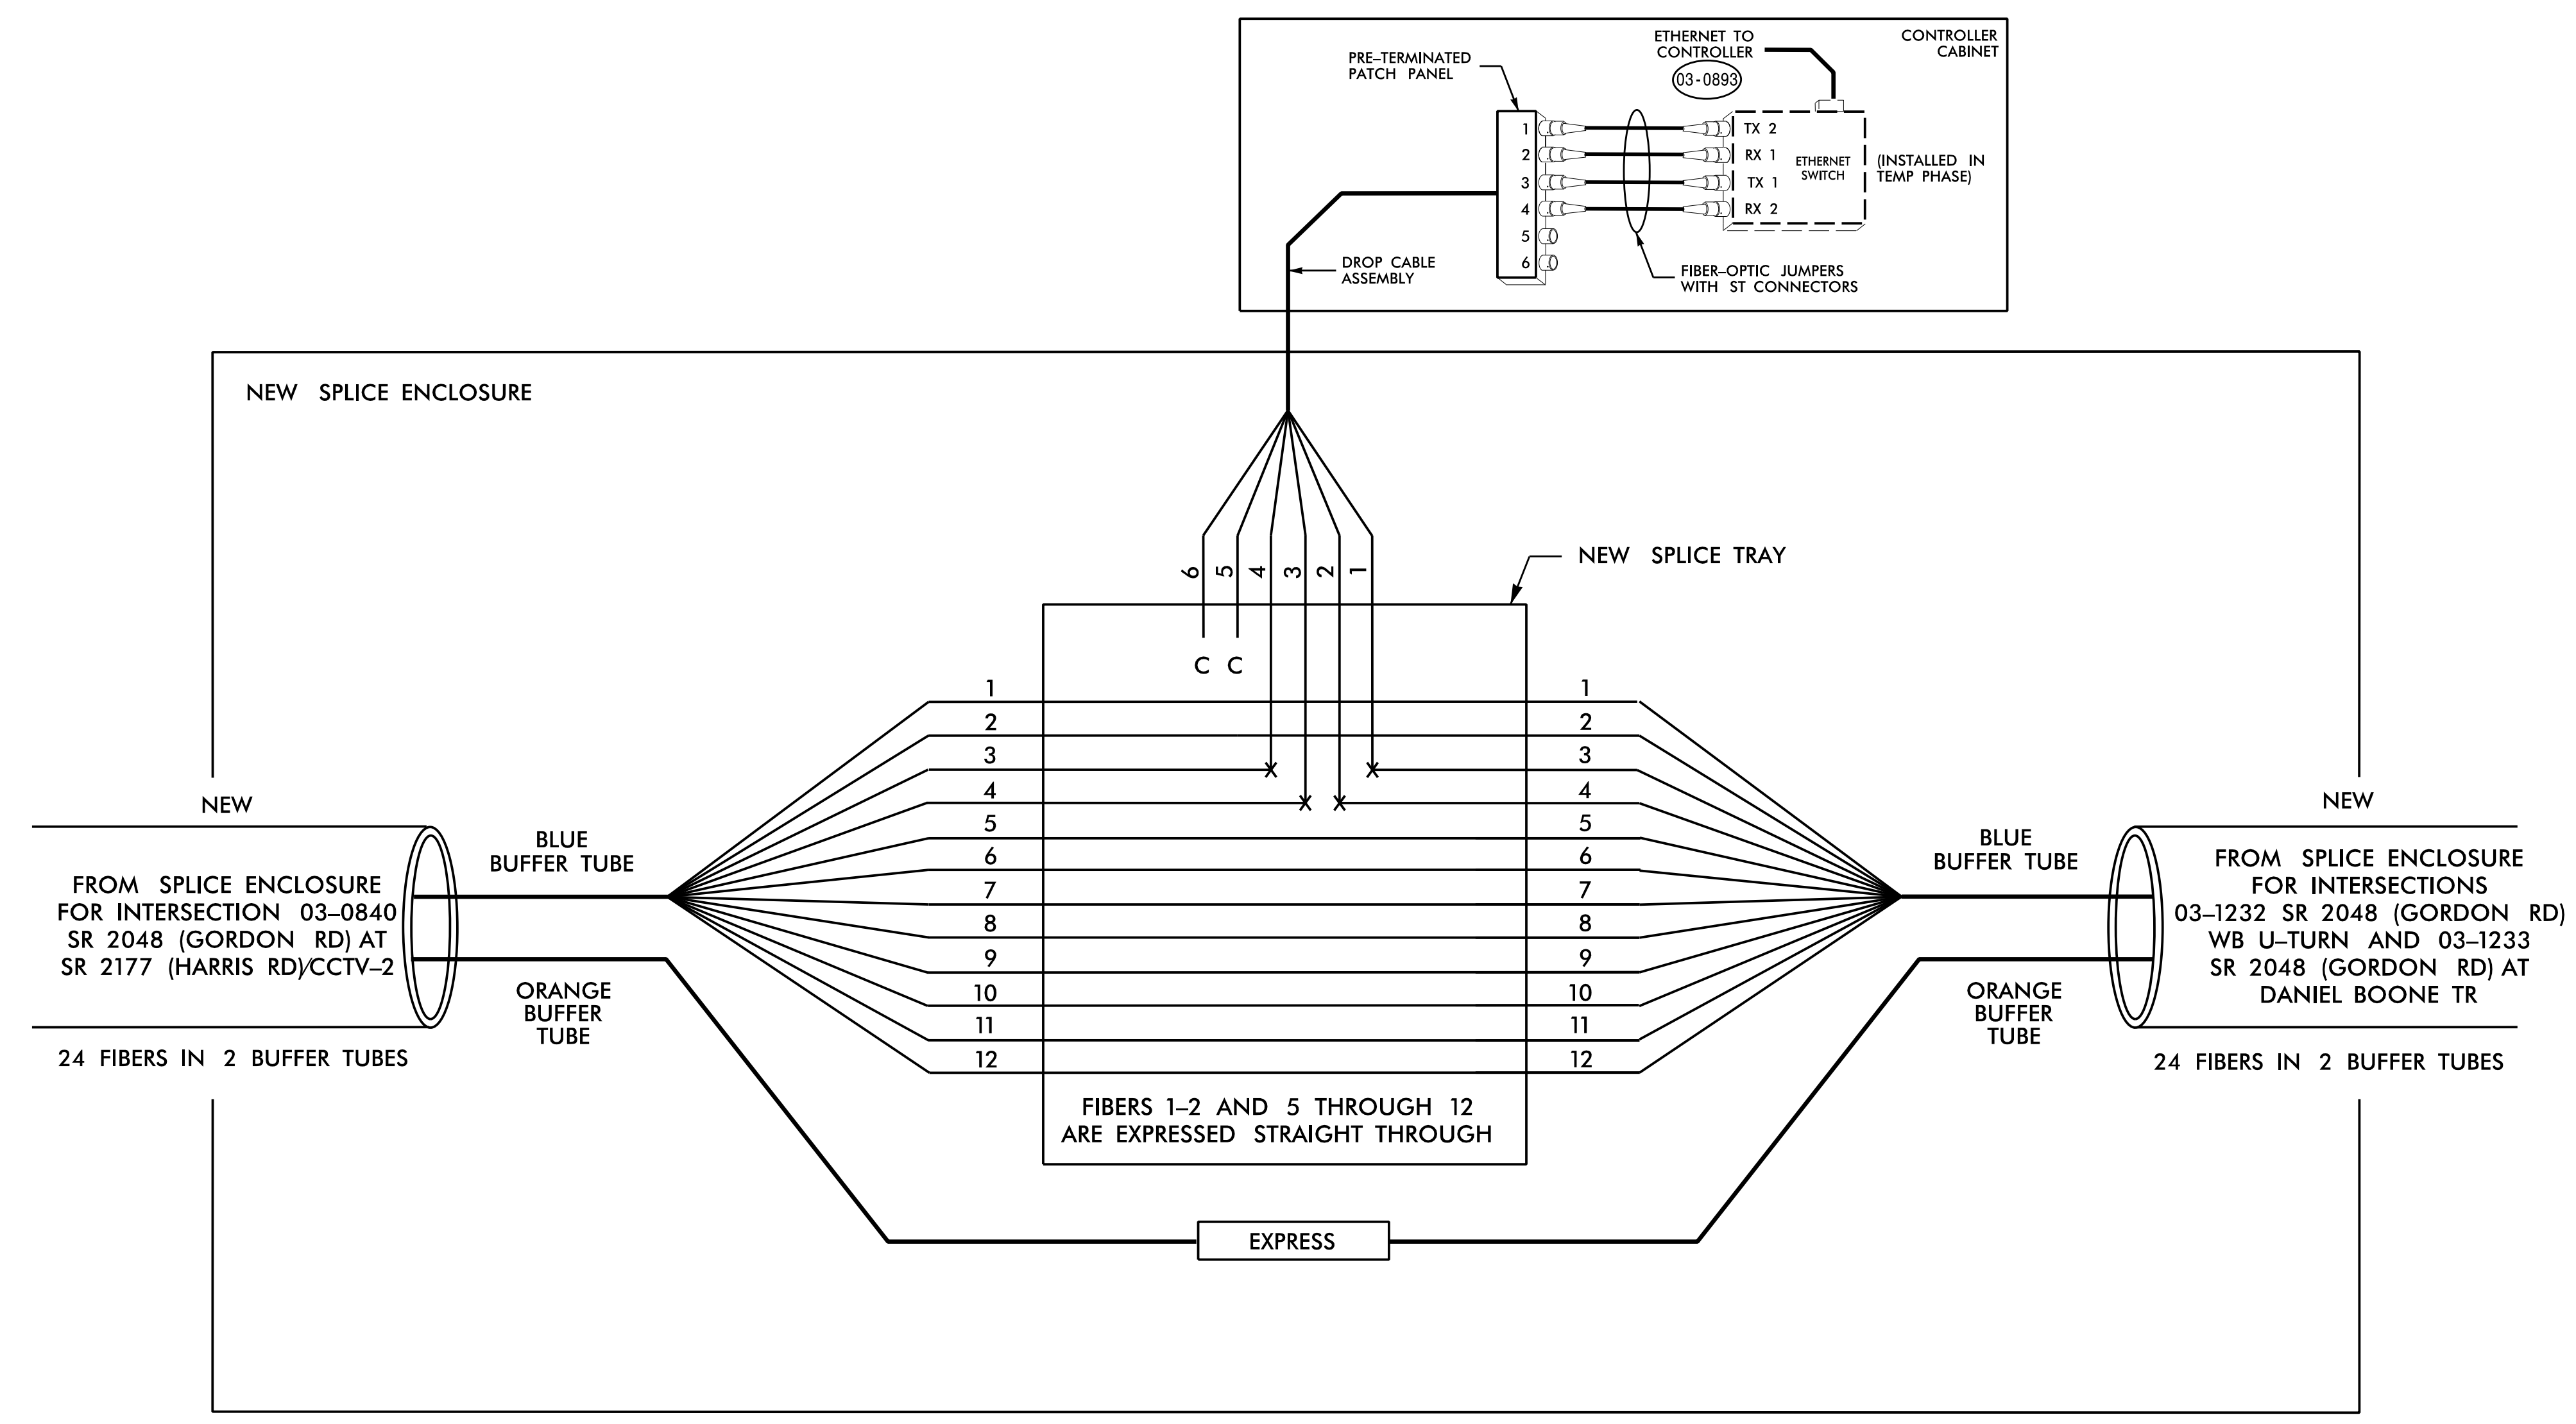 CONTROLLER
CABINET
ETHERNET TO
CONTROLLER
03-0893
PRE-TERMINATED
PATCH PANEL
1
2
3
4
5
6
TX 2
RX 1
TX 1
RX 2
ETHERNET
SWITCH
(INSTALLED IN
TEMP PHASE)
DROP CABLE
ASSEMBLY
FIBER-OPTIC JUMPERS
WITH ST CONNECTORS
NEW SPLICE ENCLOSURE
6 5 4 3 2 1
NEW SPLICE TRAY
C C
1
2
3
4
5
6
7
8
9
10
11
12
1
2
3
4
5
6
7
8
9
10
11
12
NEW
FROM SPLICE ENCLOSURE
FOR INTERSECTION 03-0840
SR 2048 (GORDON RD) AT
SR 2177 (HARRIS RD)/CCTV-2
24 FIBERS IN 2 BUFFER TUBES
BLUE
BUFFER TUBE
ORANGE
BUFFER
TUBE
BLUE
BUFFER TUBE
ORANGE
BUFFER
TUBE
NEW
FROM SPLICE ENCLOSURE
FOR INTERSECTIONS
03-1232 SR 2048 (GORDON RD)
WB U-TURN AND 03-1233
SR 2048 (GORDON RD) AT
DANIEL BOONE TR
24 FIBERS IN 2 BUFFER TUBES
FIBERS 1-2 AND 5 THROUGH 12
ARE EXPRESSED STRAIGHT THROUGH
EXPRESS